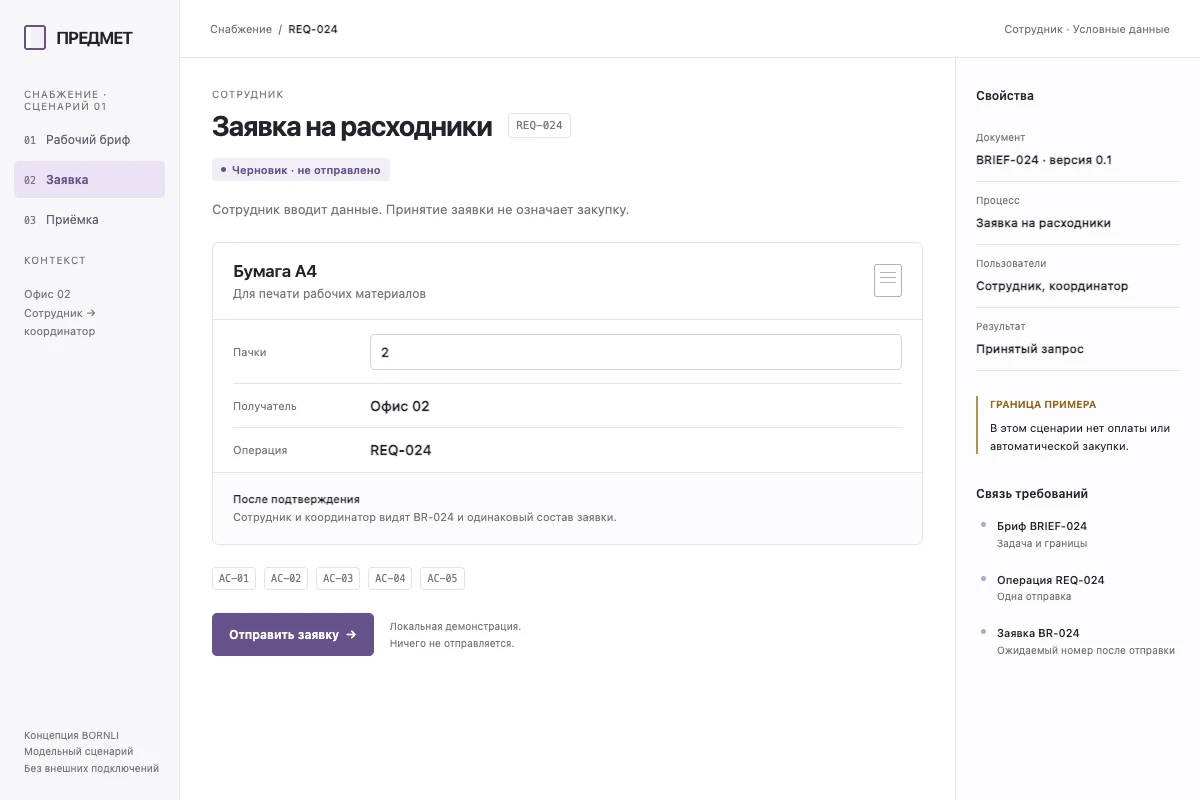 ПРЕДМЕТ
СНАБЖЕНИЕ ·
СЦЕНАРИЙ 01
01 Рабочий бриф
02 Заявка
03 Приёмка
КОНТЕКСТ
Офис 02
Сотрудник →
координатор
Концепция BORNLI
Модельный сценарий
Без внешних подключений
Снабжение / REQ-024
Сотрудник · Условные данные
СОТРУДНИК
Заявка на расходники REQ-024
Черновик · не отправлено
Сотрудник вводит данные. Принятие заявки не означает закупку.
Бумага A4
Для печати рабочих материалов
Пачки 2
Получатель Офис 02
Операция REQ-024
После подтверждения
Сотрудник и координатор видят BR-024 и одинаковый состав заявки.
AC-01 AC-02 AC-03 AC-04 AC-05
Отправить заявку →
Локальная демонстрация.
Ничего не отправляется.
Свойства
Документ
BRIEF-024 · версия 0.1
Процесс
Заявка на расходники
Пользователи
Сотрудник, координатор
Результат
Принятый запрос
ГРАНИЦА ПРИМЕРА
В этом сценарии нет оплаты или
автоматической закупки.
Связь требований
Бриф BRIEF-024
Задача и границы
Операция REQ-024
Одна отправка
Заявка BR-024
Ожидаемый номер после отправки